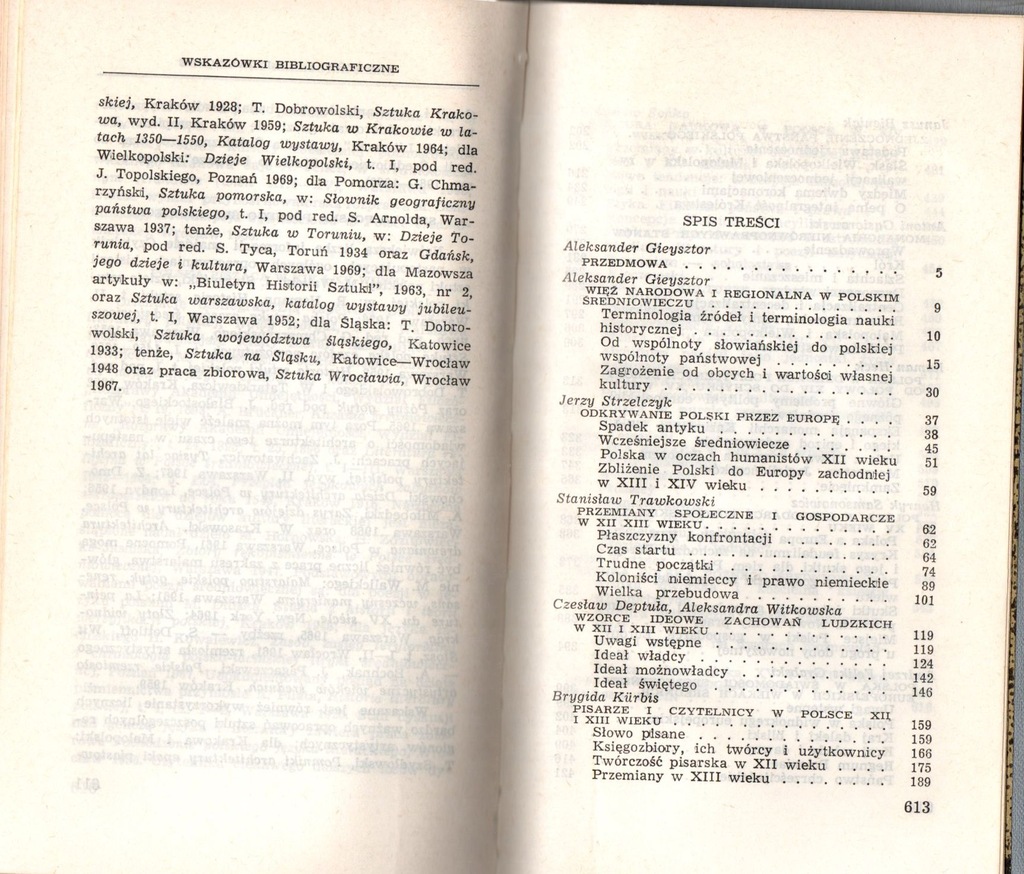 WSKAZÓWKI BIBLIOGRAFICZNE
skiej, Kraków 1928; T. Dobrowolski, Sztuka Krako-
wa, wyd. II, Kraków 1959; Sztuka w Krakowie w la-
tach 1350—1550, Katalog wystawy, Kraków 1964; dla
Wielkopolski: Dzieje Wielkopolski, t. I, pod red.
J. Topolskiego, Poznań 1969; dla Pomorza: G. Chma-
rzyński, Sztuka pomorska, w: Słownik geograficzny
państwa polskiego, t. I, pod red. S. Arnolda, War-
szawa 1937; tenże, Sztuka w Toruniu, w: Dzieje To-
runia, pod red. S. Tyca, Toruń 1934 oraz Gdańsk,
jego dzieje i kultura, Warszawa 1969; dla Mazowsza
artykuły w: „Biuletyn Historii Sztuki", 1963, nr 2,
oraz Sztuka warszawska, katalog wystawy jubileu-
szowej, t. I, Warszawa 1952; dla Śląska: T. Dobro-
wolski, Sztuka województwa śląskiego, Katowice
1933; tenże, Sztuka na Śląsku, Katowice—Wrocław
1948 oraz praca zbiorowa, Sztuka Wrocławia, Wrocław
1967.
SPIS TREŚCI
Aleksander Gieysztor
PRZEDMOWA . . . . . . . . . . . . . . 5
Aleksander Gieysztor
WIĘŹ NARODOWA I REGIONALNA W POLSKIM
ŚREDNIOWIECZU . . . . . . . . . . . . 9
Terminologia źródeł i terminologia nauki
historycznej . . . . . . . . . . . . . 10
Od wspólnoty słowiańskiej do polskiej
wspólnoty państwowej . . . . . . . . . 15
Zagrożenie od obcych i wartości własnej
kultury . . . . . . . . . . . . . . . 30
Jerzy Strzelczyk
ODKRYWANIE POLSKI PRZEZ EUROPĘ . . . . 37
Spadek antyku . . . . . . . . . . . . 38
Wcześniejsze średniowiecze . . . . . . . 45
Polska w oczach humanistów XII wieku 51
Zbliżenie Polski do Europy zachodniej
w XIII i XIV wieku . . . . . . . . . . 59
Stanisław Trawkowski
PRZEMIANY SPOŁECZNE I GOSPODARCZE
W XII XIII WIEKU . . . . . . . . . . . 62
Płaszczyzny konfrontacji . . . . . . . . 62
Czas startu . . . . . . . . . . . . . 64
Trudne początki . . . . . . . . . . . . 74
Koloniści niemieccy i prawo niemieckie 89
Wielka przebudowa . . . . . . . . . . 101
Czesław Deptuła, Aleksandra Witkowska
WZORCE IDEOWE ZACHOWAŃ LUDZKICH
W XII I XIII WIEKU . . . . . . . . . . 119
Uwagi wstępne . . . . . . . . . . . . 119
Ideał władcy . . . . . . . . . . . . . 124
Ideał możnowładcy . . . . . . . . . . 142
Ideał świętego . . . . . . . . . . . . 146
Brygida Kürbis
PISARZE I CZYTELNICY W POLSCE XII
I XIII WIEKU . . . . . . . . . . . . . 159
Słowo pisane . . . . . . . . . . . . . 159
Księgozbiory, ich twórcy i użytkownicy 166
Twórczość pisarska w XII wieku . . . . 175
Przemiany w XIII wieku . . . . . . . . 189
613